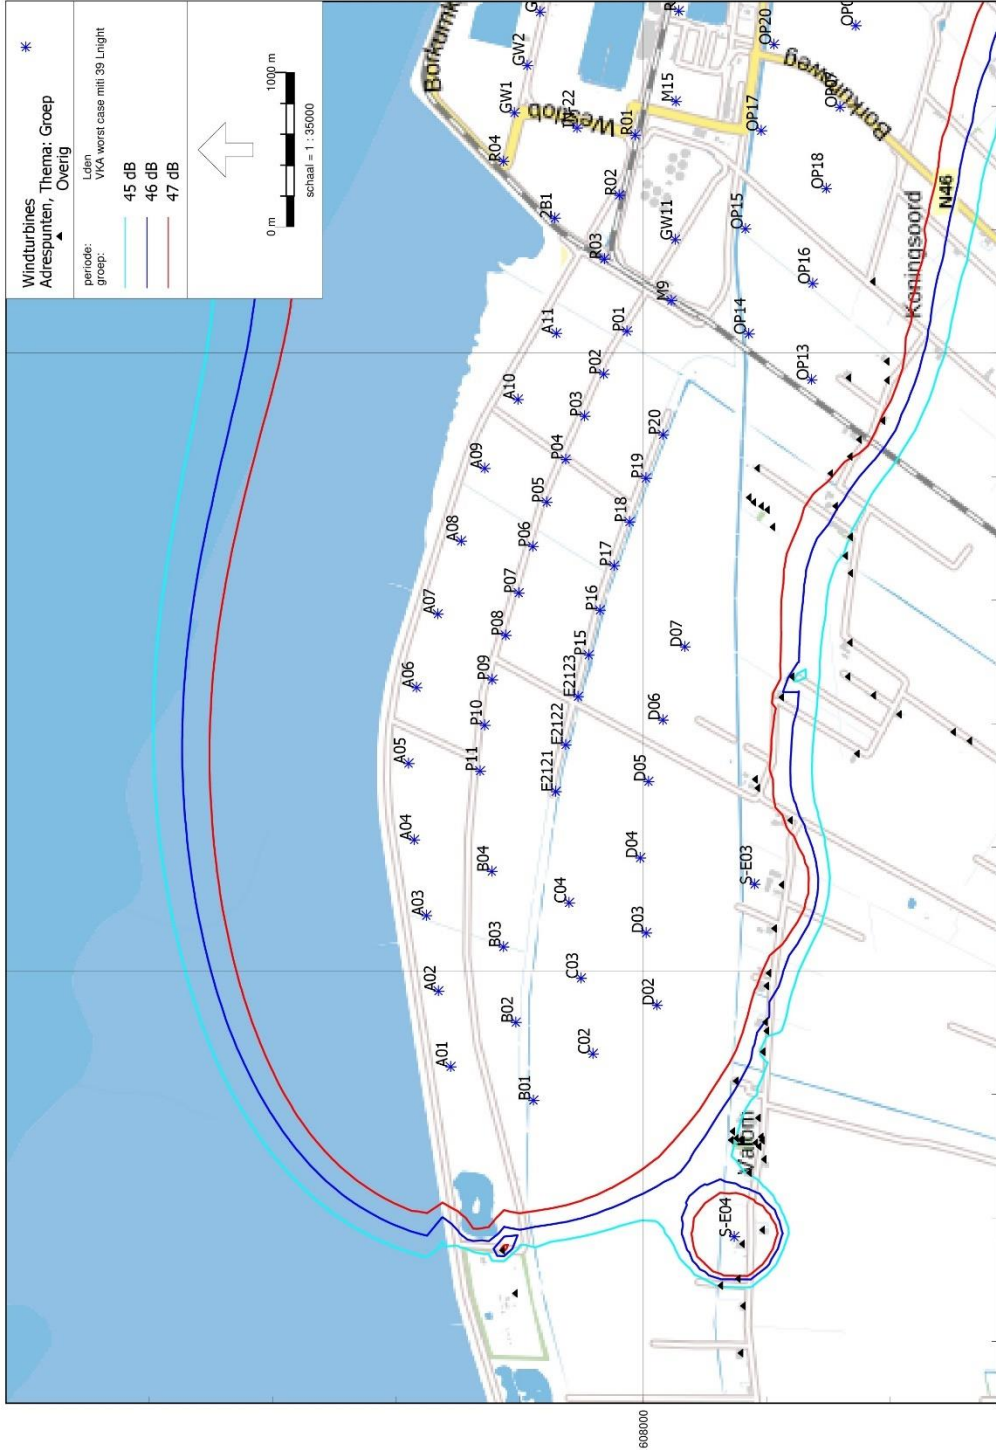 Windturbines
Adrespunten, Thema: Groep
Overig
periode: Lden
groep: VKA worst case miti 39 Lnight
45 dB
46 dB
47 dB
0 m 1000 m
schaal = 1 : 35000
A01
A02
A03
A04
A05
A06
A07
A08
A09
A10
A11
2B1
R04
GW1
GW2
B01
B02
B03
B04
P11
P10
P09
P08
P07
P06
P05
P04
P03
P02
P01
R03
R02
R01
C02
C03
C04
E2121
E2122
E2123
P15
P16
P17
P18
P19
P20
M9
GW11
M15
D02
D03
D04
D05
D06
D07
S-E04
S-E03
OP13
OP14
OP15
OP16
OP17
OP18
OP20
Borkumweg
Koningsoord
N46
608000